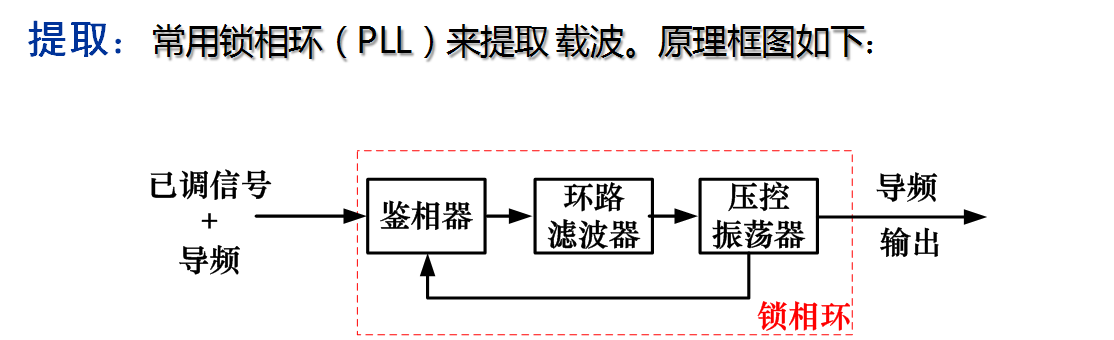 提取：常用锁相环（PLL）来提取 载波。原理框图如下：
已调信号
+
导频
鉴相器
环路
滤波器
压控
振荡器
导频
输出
锁相环